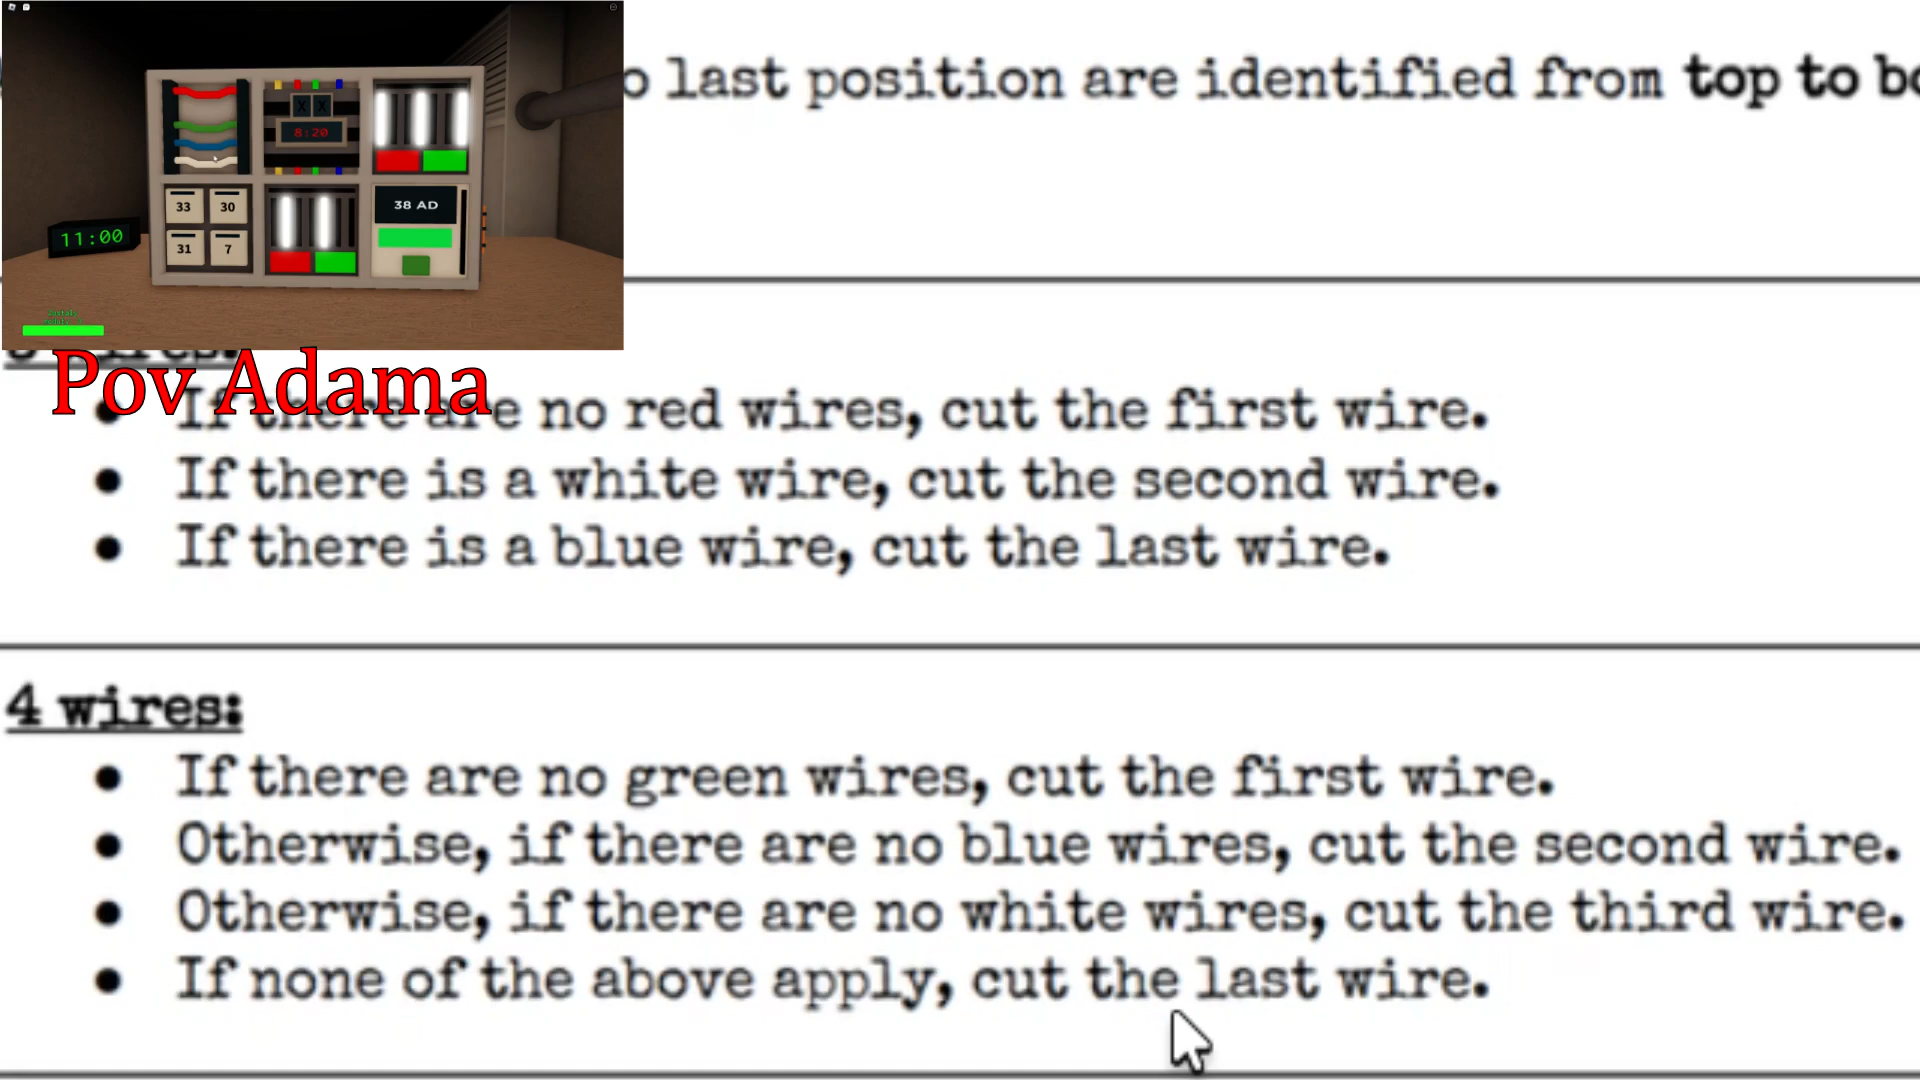 o last position are identified from top to bo
X X
8:20
33 30
38 AD
11:00
31 7
Pov Adama
wires:
If there are no red wires, cut the first wire.
If there is a white wire, cut the second wire.
If there is a blue wire, cut the last wire.
4 wires:
If there are no green wires, cut the first wire.
Otherwise, if there are no blue wires, cut the second wire.
Otherwise, if there are no white wires, cut the third wire.
If none of the above apply, cut the last wire.